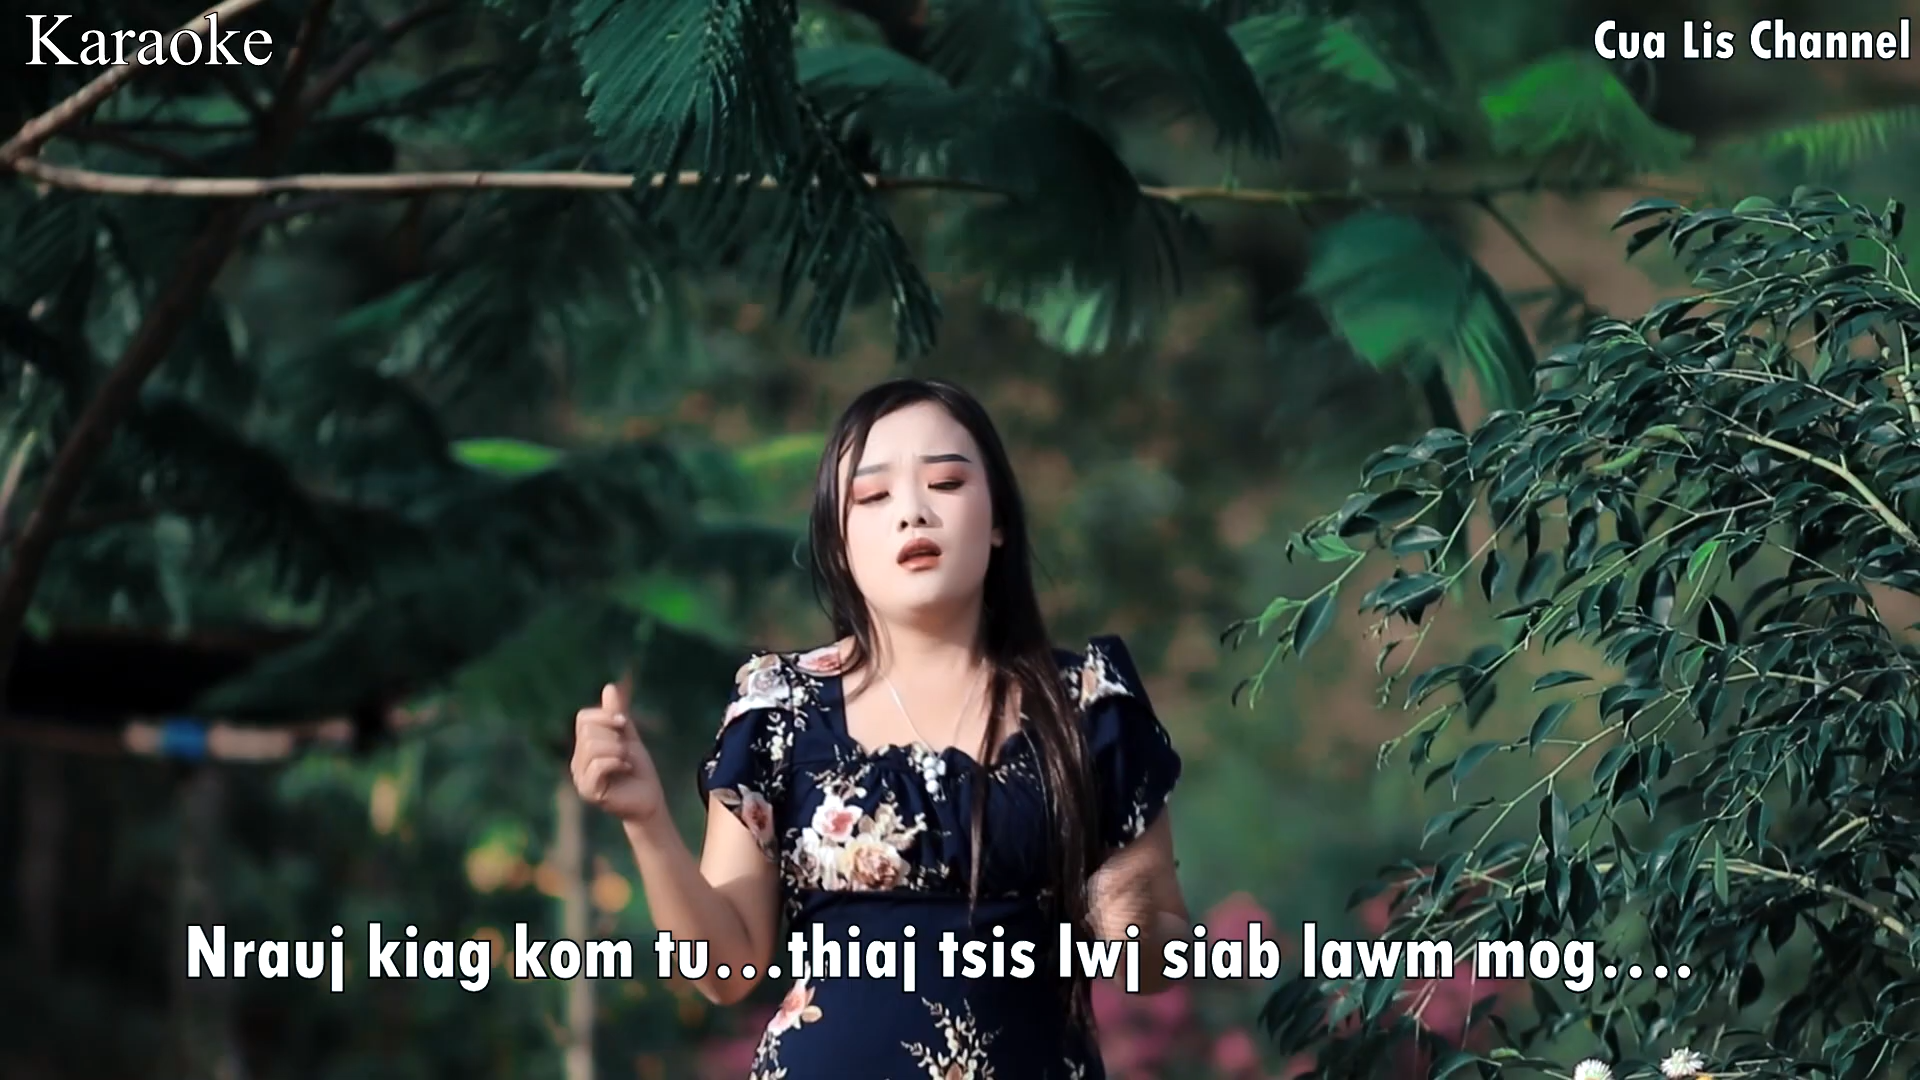 Karaoke
Cua Lis Channel
Nrauj kiag kom tu...thiaj tsis lwj siab lawm mog....